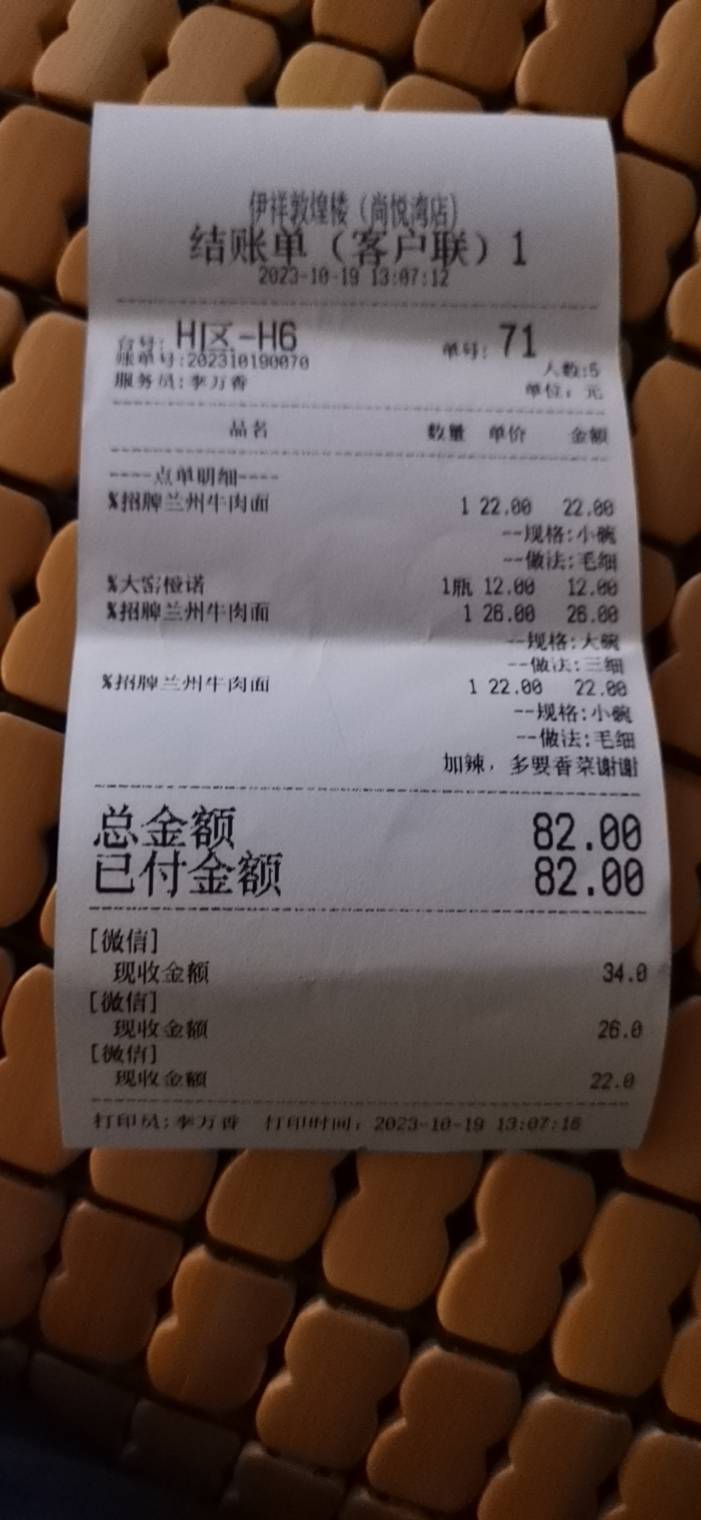 伊祥敦煌楼（尚悦湾店）
结账单（客户联）1
2023-10-19 13:07:12
台号: H区-H6 单号: 71
账单号:202310190070 人数:5
服务员:李万香 单位: 元
品名 数量 单价 金额
----点单明细----
%招牌兰州牛肉面 1 22.00 22.00
--规格:小碗
--做法:毛细
%大窑橙诺 1瓶 12.00 12.00
%招牌兰州牛肉面 1 26.00 26.00
--规格:大碗
--做法:三细
%招牌兰州牛肉面 1 22.00 22.00
--规格:小碗
--做法:毛细
加辣，多要香菜谢谢
总金额 82.00
已付金额 82.00
[微信]
现收金额 34.0
[微信]
现收金额 26.0
[微信]
现收金额 22.0
打印员:李万香 打印时间: 2023-10-19 13:07:16